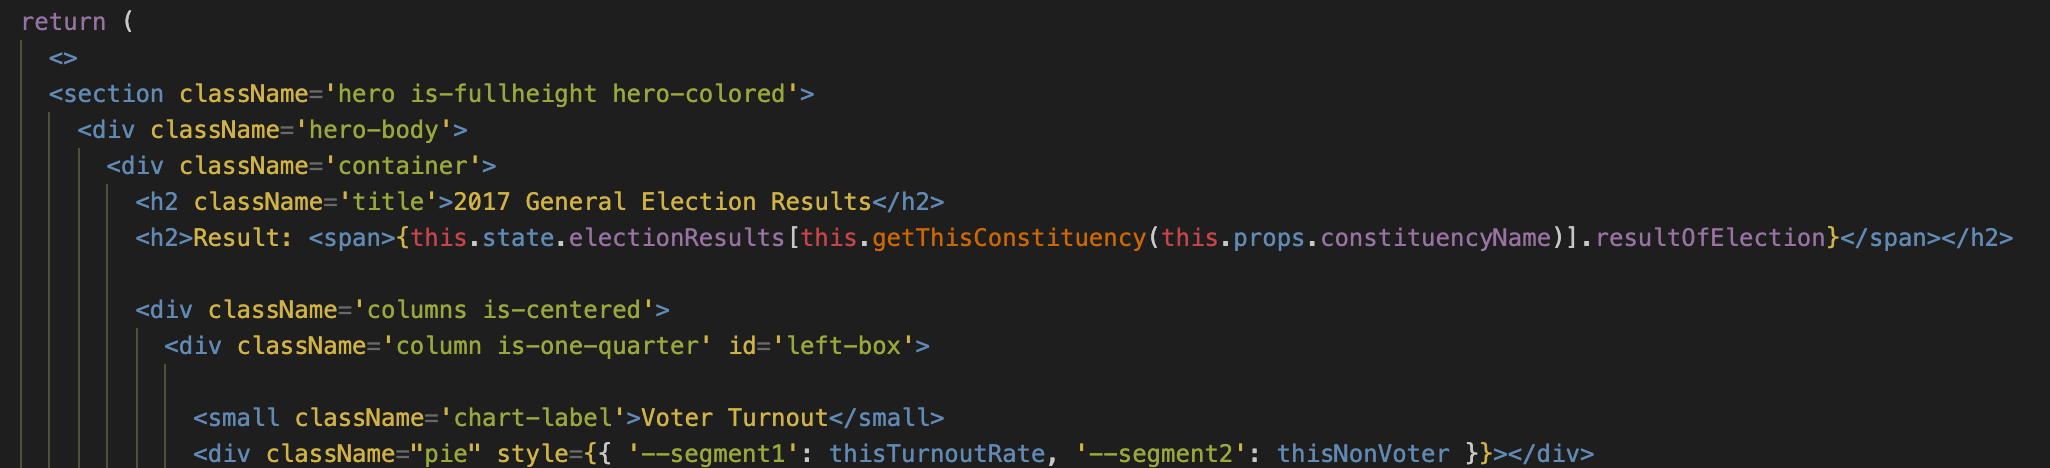 return (
<>
<section className='hero is-fullheight hero-colored'>
<div className='hero-body'>
<div className='container'>
<h2 className='title'>2017 General Election Results</h2>
<h2>Result: <span>{this.state.electionResults[this.getThisConstituency(this.props.constituencyName)].resultOfElection}</span></h2>
<div className='columns is-centered'>
<div className='column is-one-quarter' id='left-box'>
<small className='chart-label'>Voter Turnout</small>
<div className="pie" style={{ '--segment1': thisTurnoutRate, '--segment2': thisNonVoter }}></div>